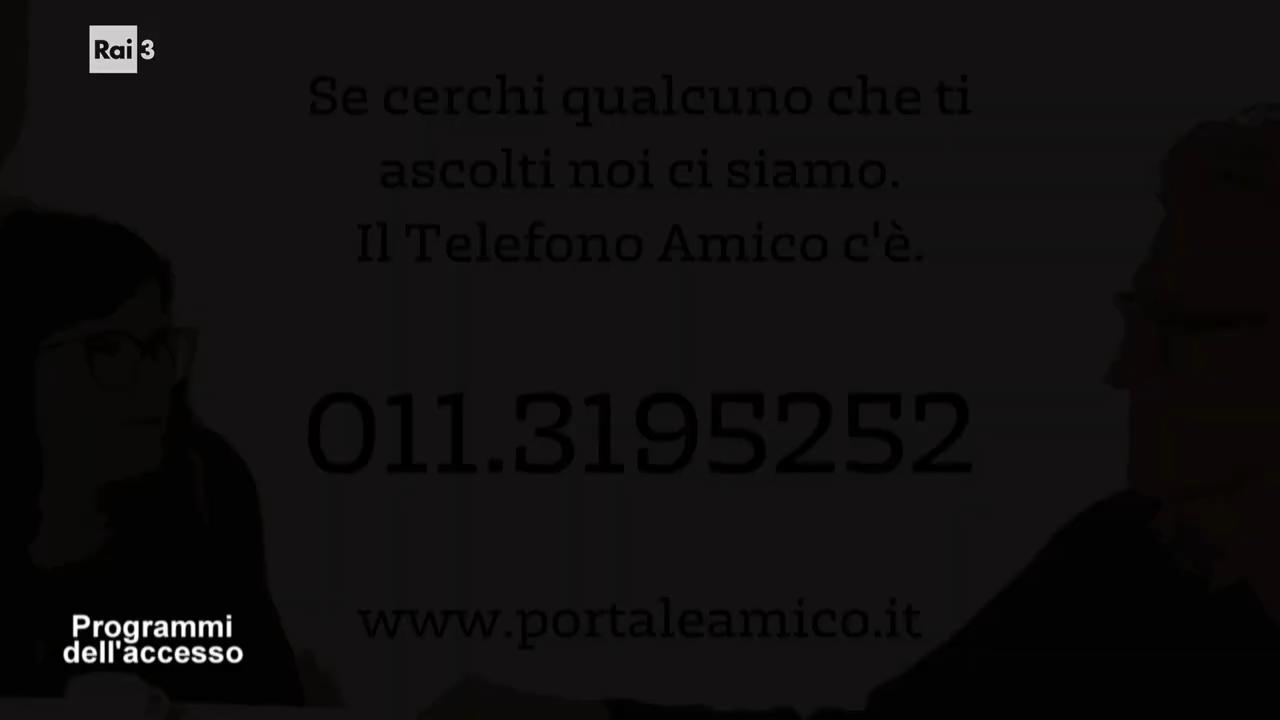 Rai 3
Se cerchi qualcuno che ti
ascolti noi ci siamo.
Il Telefono Amico c'è.
011.3195252
www.portaleamico.it
Programmi
dell'accesso